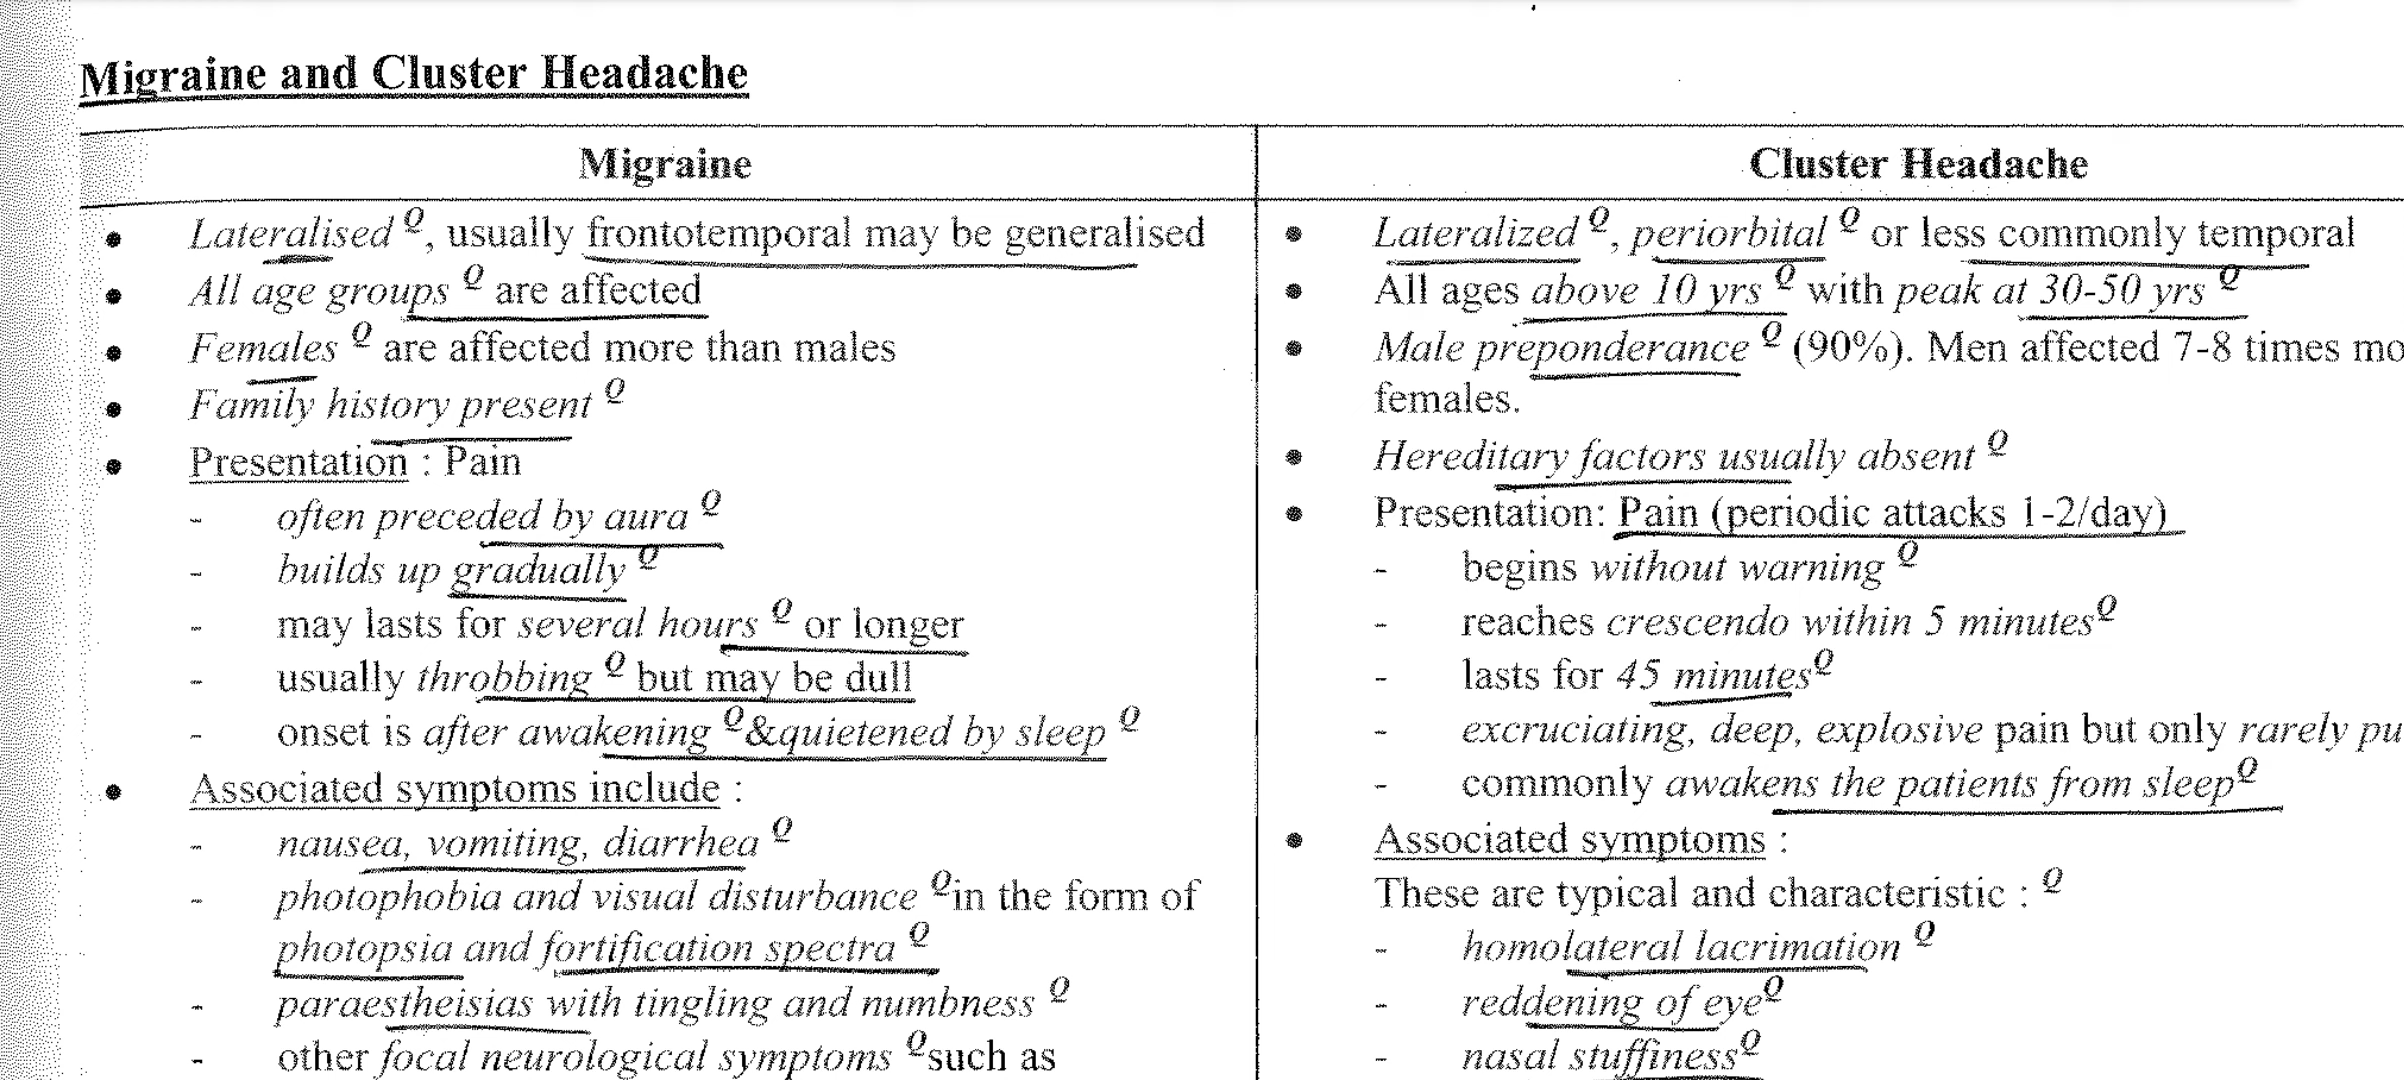 Migraine and Cluster Headache
Migraine
• Lateralised Q, usually frontotemporal may be generalised
• All age groups Q are affected
• Females Q are affected more than males
• Family history present Q
• Presentation : Pain
- often preceded by aura Q
- builds up gradually Q
- may lasts for several hours Q or longer
- usually throbbing Q but may be dull
- onset is after awakening Q&quietened by sleep Q
• Associated symptoms include :
- nausea, vomiting, diarrhea Q
- photophobia and visual disturbance Qin the form of
photopsia and fortification spectra Q
- paraestheisias with tingling and numbness Q
- other focal neurological symptoms Qsuch as
Cluster Headache
• Lateralized Q, periorbital Q or less commonly temporal
• All ages above 10 yrs Q with peak at 30-50 yrs Q
• Male preponderance Q (90%). Men affected 7-8 times mo
females.
• Hereditary factors usually absent Q
• Presentation: Pain (periodic attacks 1-2/day)
- begins without warning Q
- reaches crescendo within 5 minutesQ
- lasts for 45 minutesQ
- excruciating, deep, explosive pain but only rarely pu
- commonly awakens the patients from sleepQ
• Associated symptoms :
These are typical and characteristic : Q
- homolateral lacrimation Q
- reddening of eyeQ
- nasal stuffinessQ